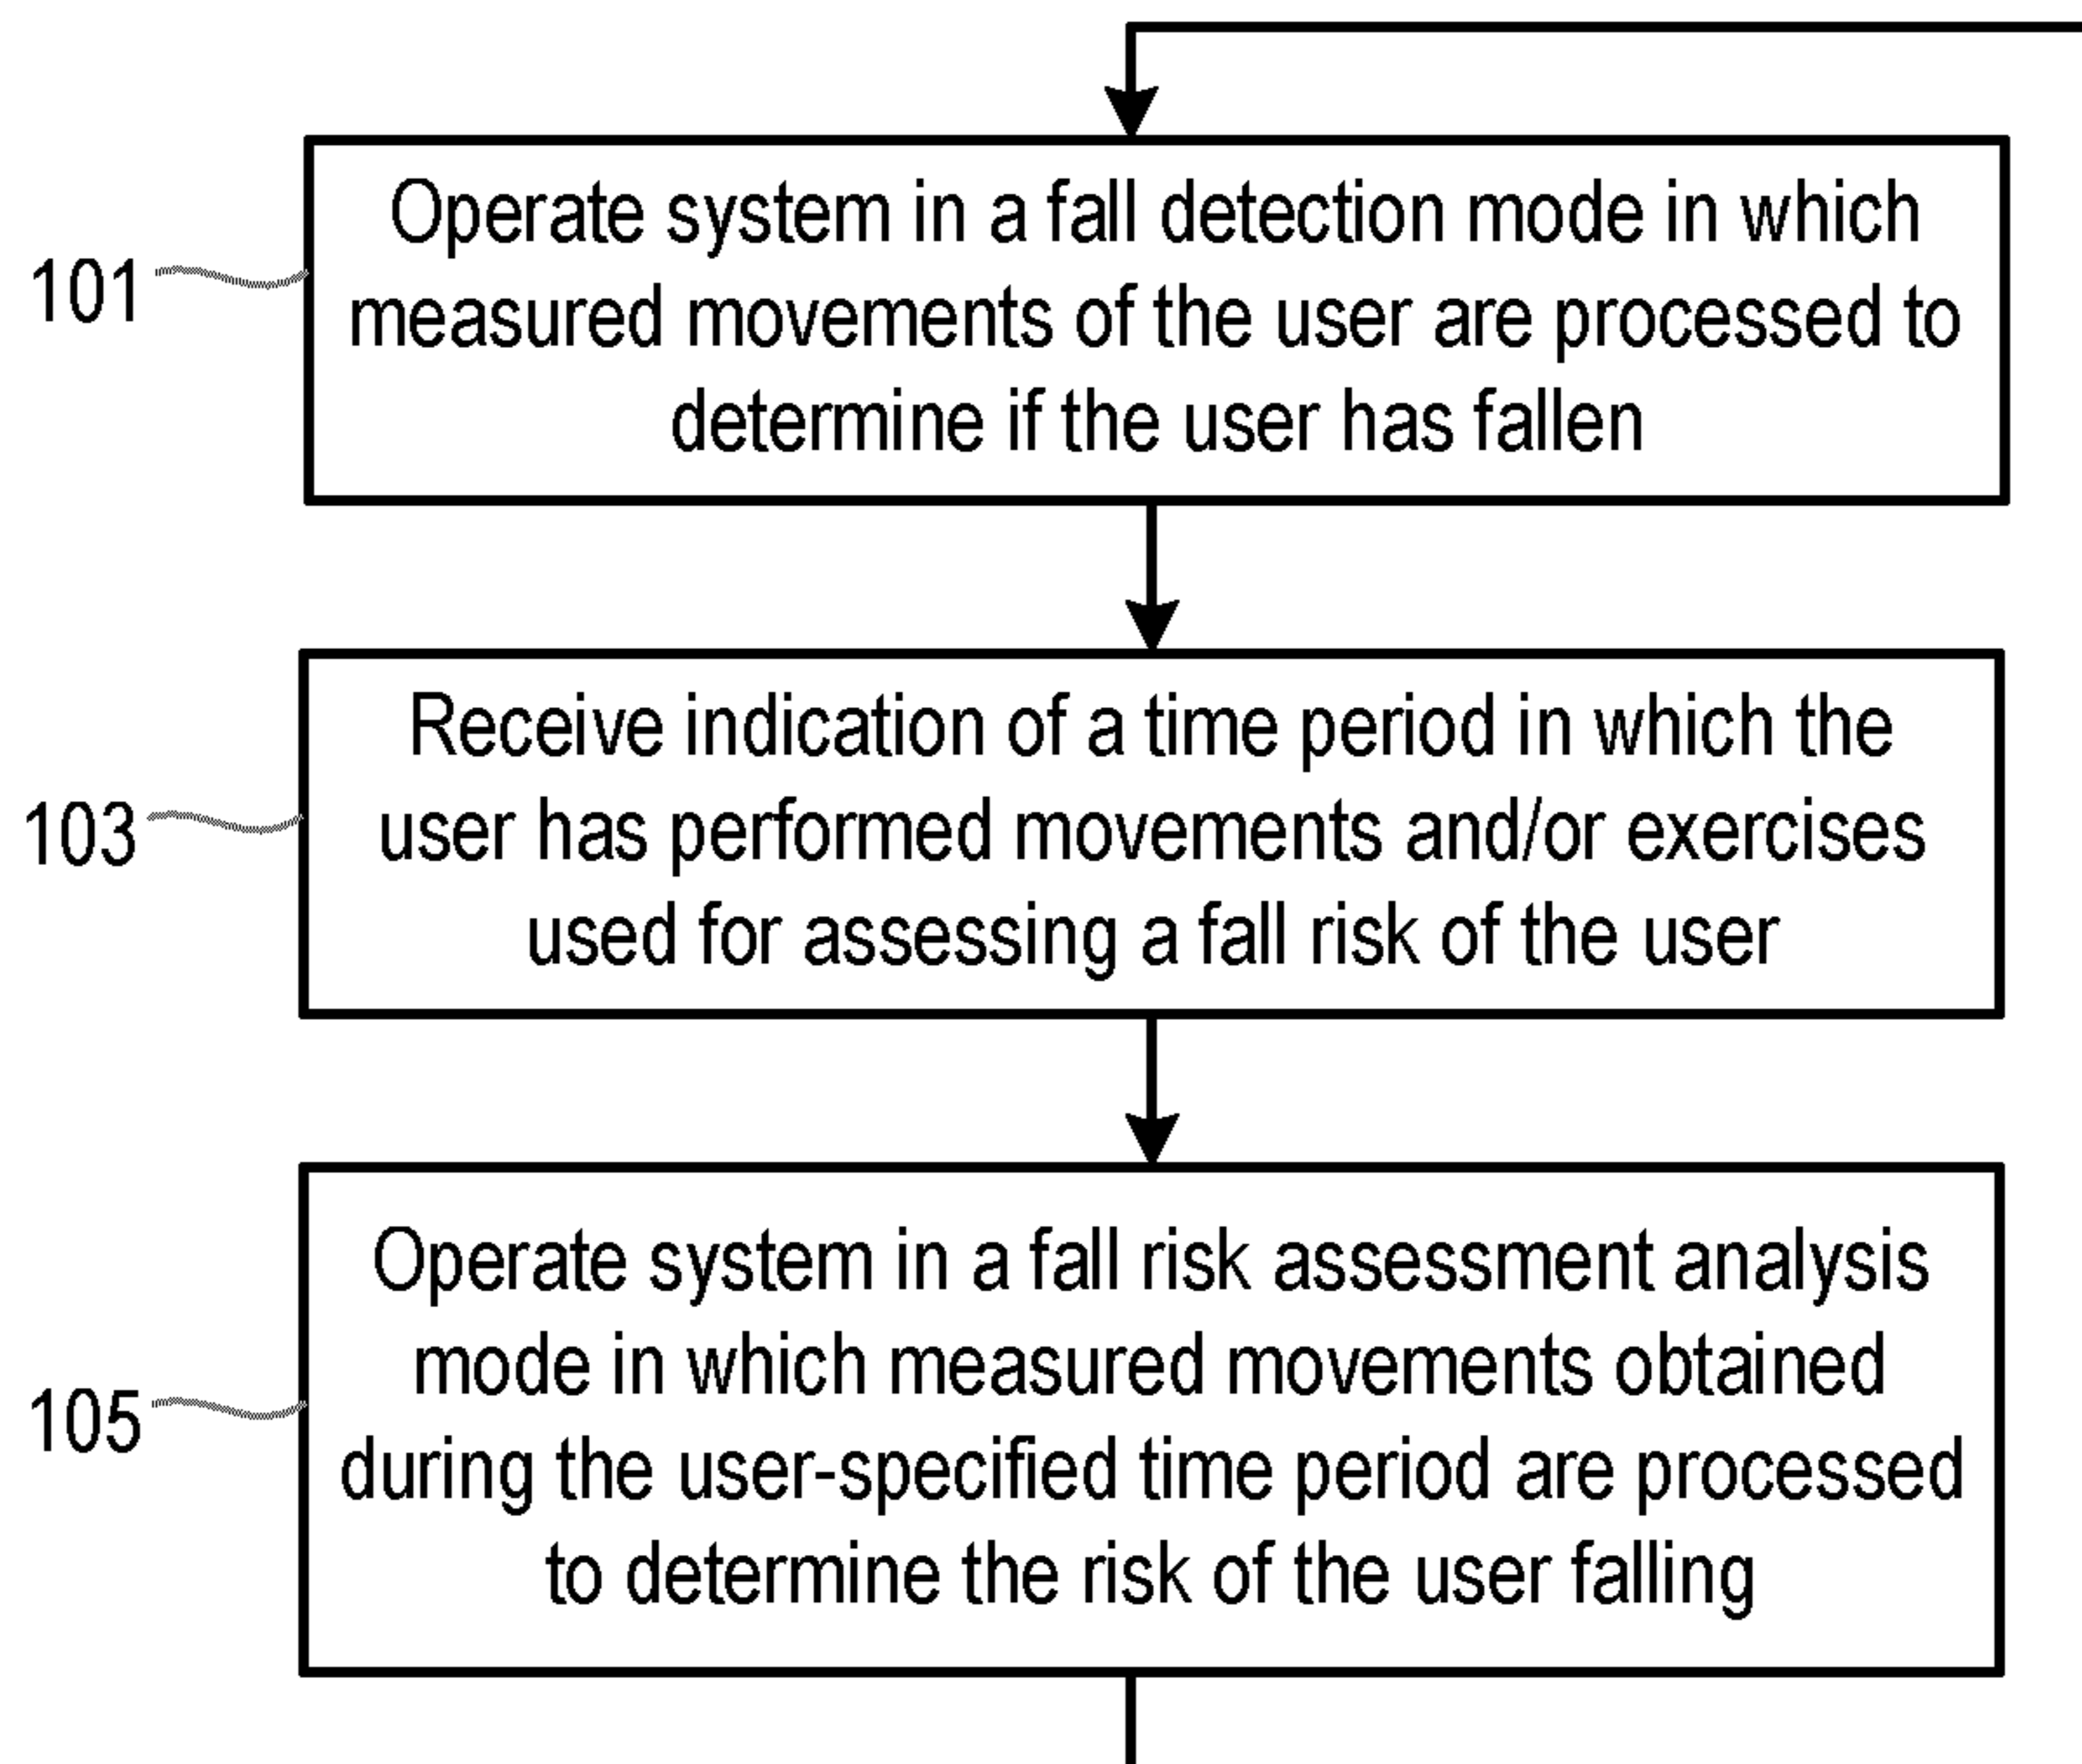 Operate system in a fall detection mode in which
101
measured movements of the user are processed to
determine if the user has fallen
Receive indication of a time period in which the
103
user has performed movements and/or exercises
used for assessing a fall risk of the user
Operate system in a fall risk assessment analysis
mode in which measured movements obtained
105
during the user-specified time period are processed
to determine the risk of the user falling